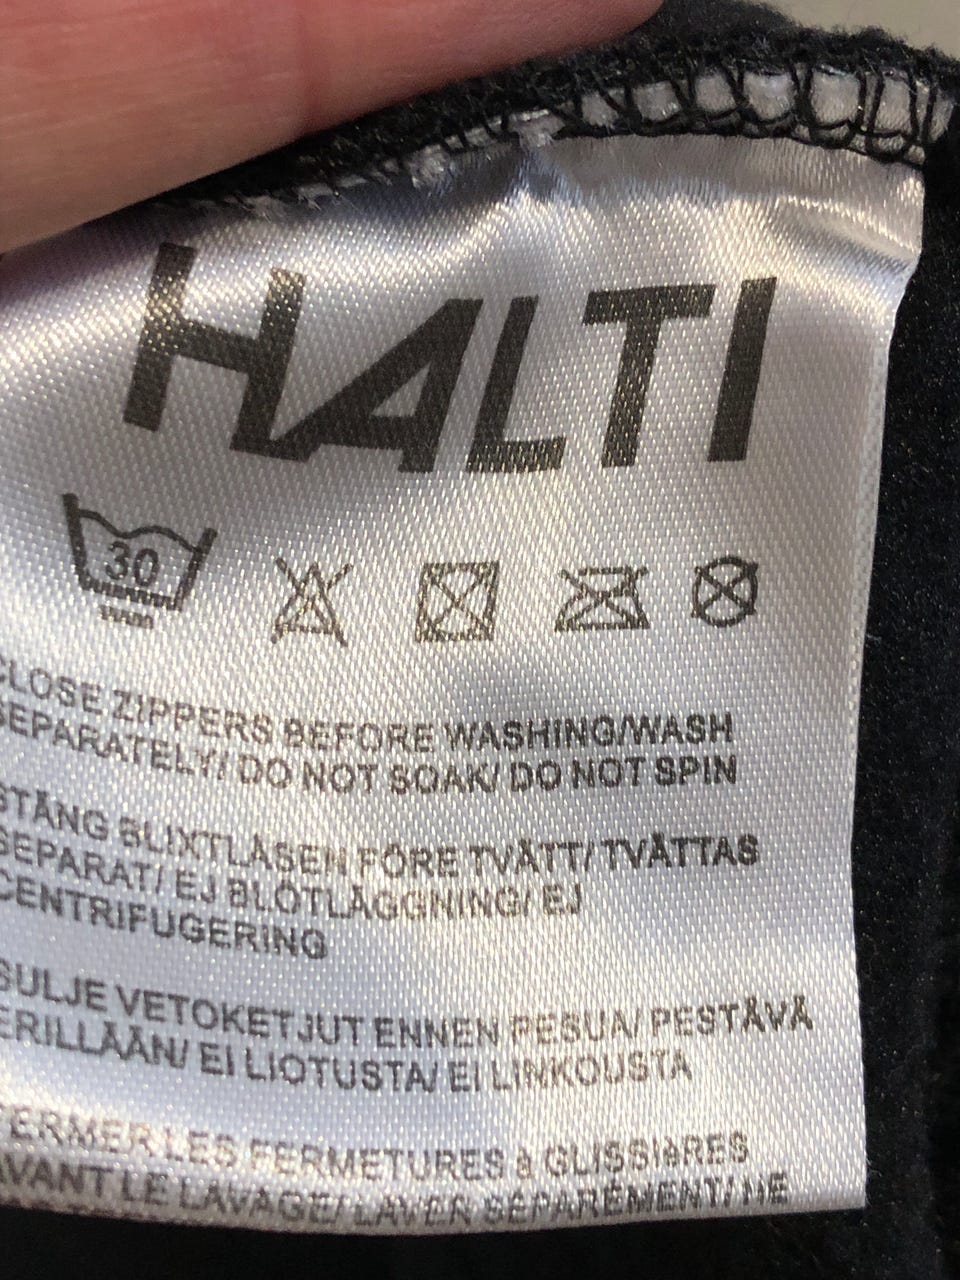 HALTI
30
CLOSE ZIPPERS BEFORE WASHING/WASH
SEPARATELY/ DO NOT SOAK/ DO NOT SPIN
STÄNG BLIXTLÅSEN FÖRE TVÄTT/ TVÄTTAS
SEPARAT/ EJ BLÖTLÄGGNING/ EJ
CENTRIFUGERING
SULJE VETOKETJUT ENNEN PESUA/ PESTÄVÄ
ERILLÄÄN/ EI LIOTUSTA/ EI LINKOUSTA
FERMER LES FERMETURES à GLISSIèRES
AVANT LE LAVAGE/ LAVER SÉPARÉMENT/ NE